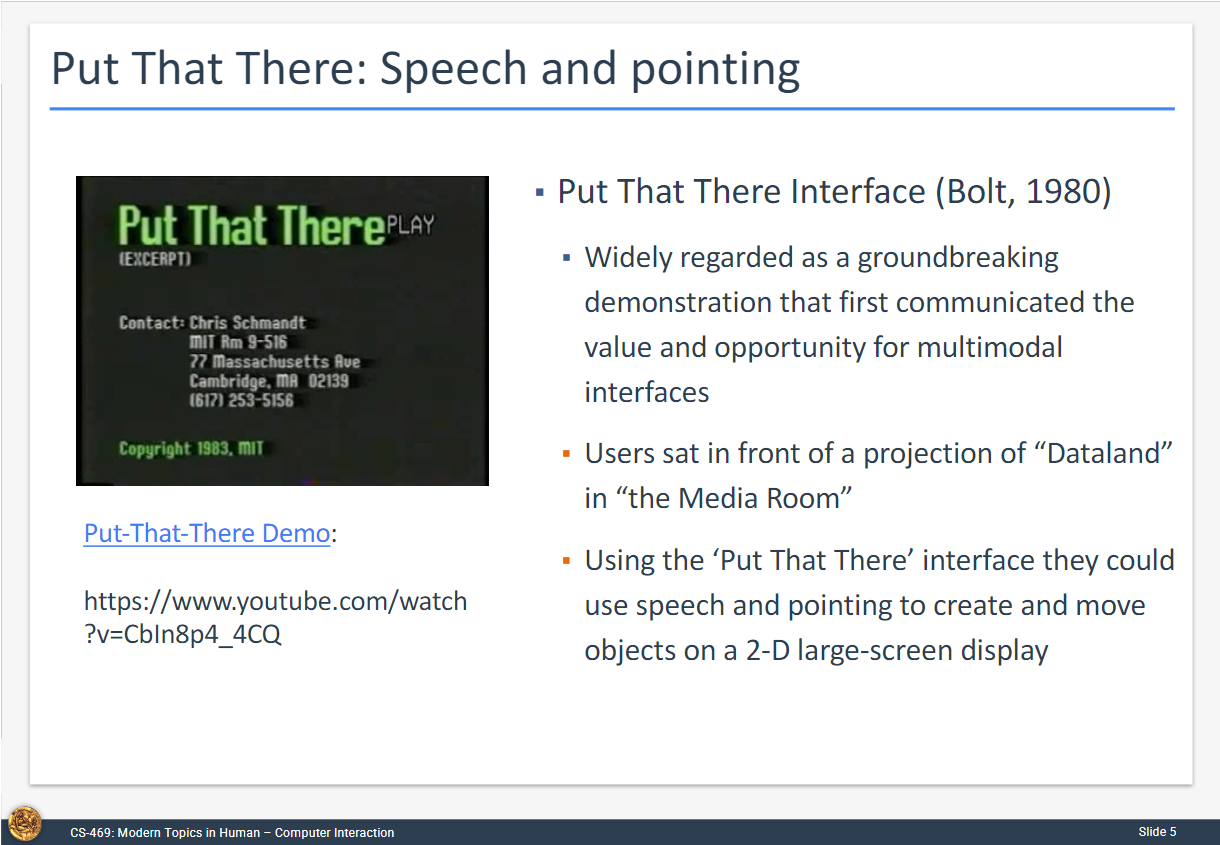 Put That There: Speech and pointing
Put That There PLAY
(EXCERPT)
Contact: Chris Schmandt
MIT Rm 9-516
77 Massachusetts Ave
Cambridge, MA 02139
(617) 253-5156
Copyright 1983, MIT
Put-That-There Demo:
https://www.youtube.com/watch
?v=CbIn8p4_4CQ
▪ Put That There Interface (Bolt, 1980)
▪ Widely regarded as a groundbreaking
demonstration that first communicated the
value and opportunity for multimodal
interfaces
▪ Users sat in front of a projection of “Dataland”
in “the Media Room”
▪ Using the ‘Put That There’ interface they could
use speech and pointing to create and move
objects on a 2-D large-screen display
CS-469: Modern Topics in Human – Computer Interaction
Slide 5